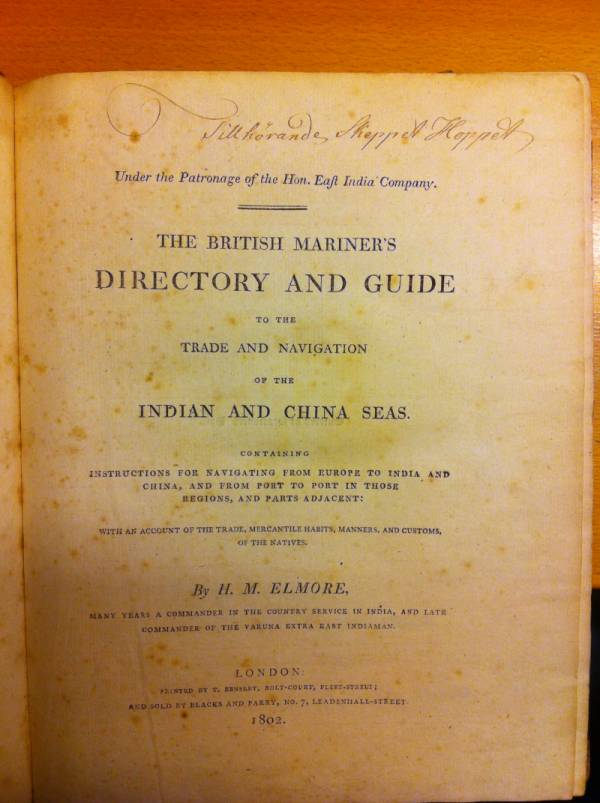 Tillhörande Skeppet Hoppet
Under the Patronage of the Hon. Eaſt India Company.
THE BRITISH MARINER'S
DIRECTORY AND GUIDE
TO THE
TRADE AND NAVIGATION
OF THE
INDIAN AND CHINA SEAS.
CONTAINING
INSTRUCTIONS FOR NAVIGATING FROM EUROPE TO INDIA AND
CHINA, AND FROM PORT TO PORT IN THOSE
REGIONS, AND PARTS ADJACENT:
WITH AN ACCOUNT OF THE TRADE, MERCANTILE HABITS, MANNERS, AND CUSTOMS,
OF THE NATIVES.
By H. M. ELMORE,
MANY YEARS A COMMANDER IN THE COUNTRY SERVICE IN INDIA, AND LATE
COMMANDER OF THE VARUNA EXTRA EAST INDIAMAN.
LONDON:
PRINTED BY T. BENSLEY, BOLT-COURT, FLEET-STREET;
AND SOLD BY BLACKS AND PARRY, NO. 7, LEADENHALL-STREET.
1802.